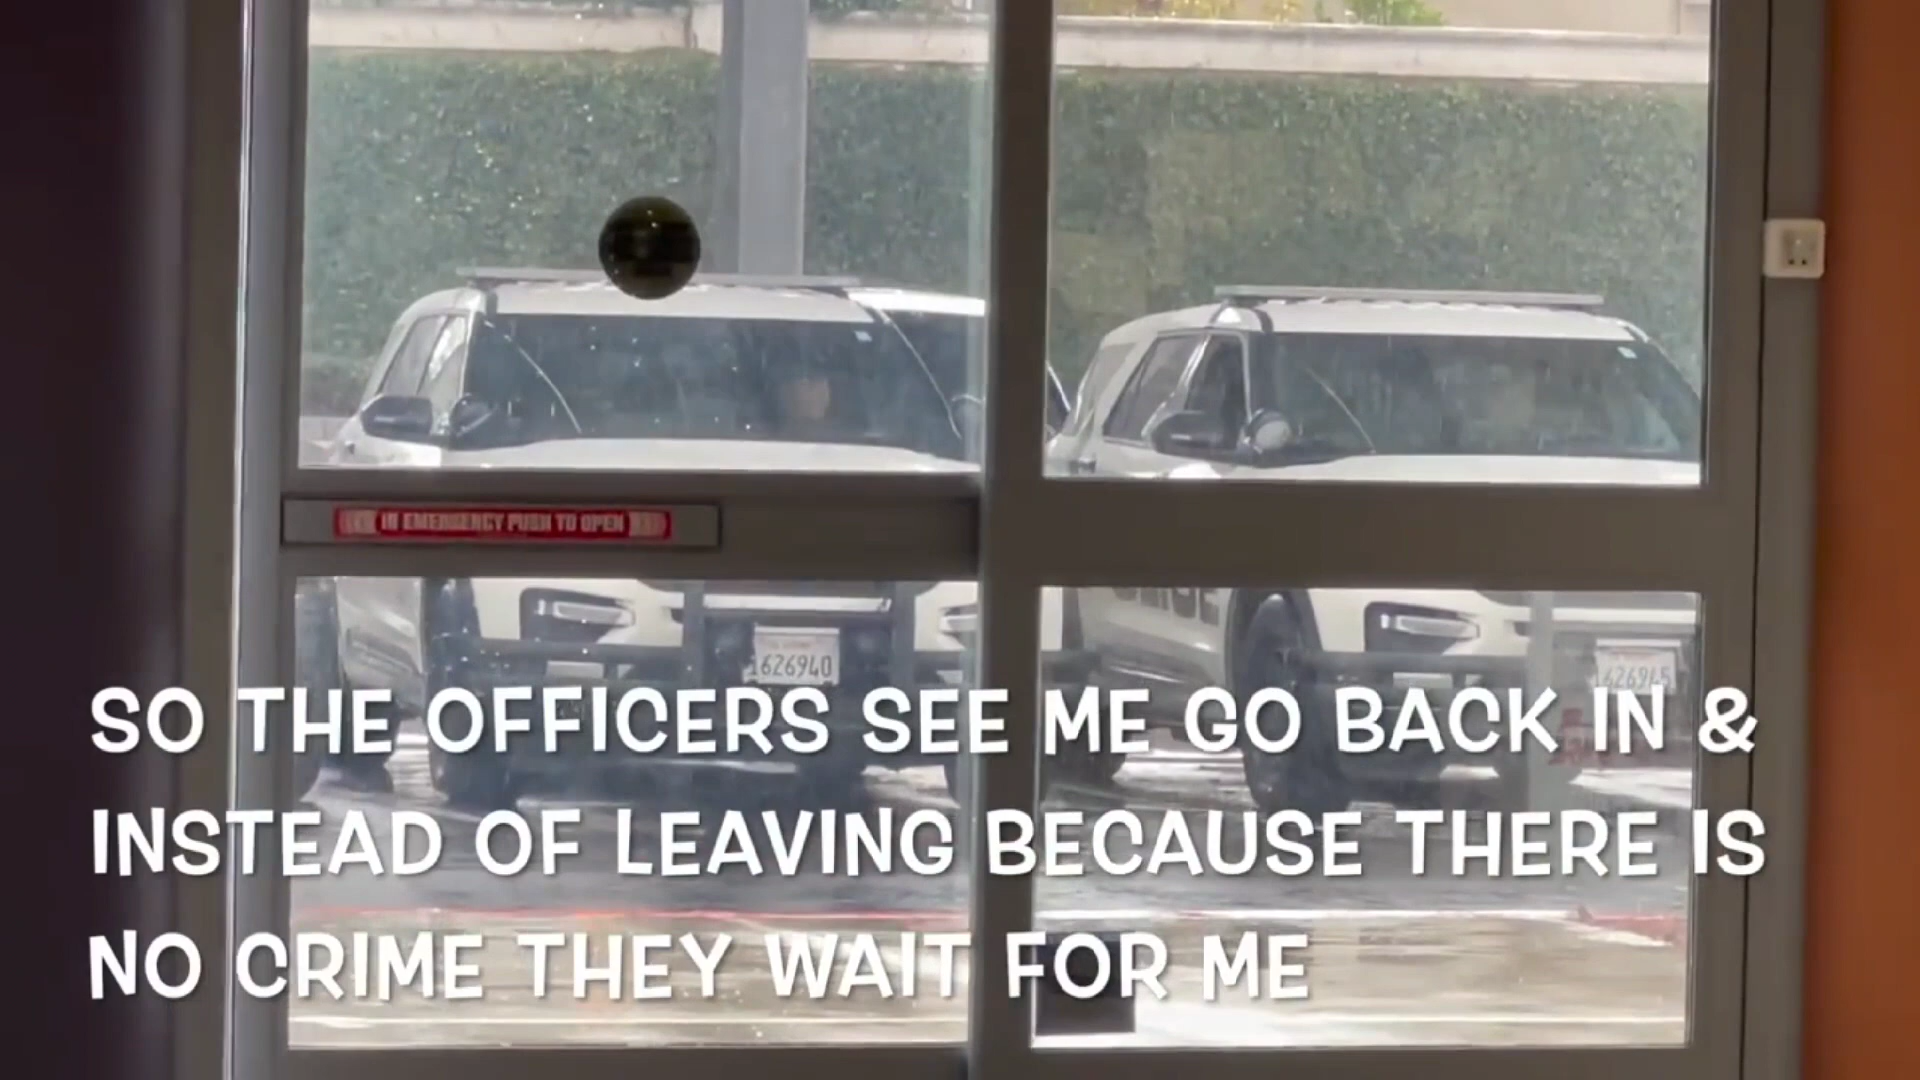 IN EMERGENCY PUSH TO OPEN
1626940
1626945
SO THE OFFICERS SEE ME GO BACK IN &
INSTEAD OF LEAVING BECAUSE THERE IS
NO CRIME THEY WAIT FOR ME